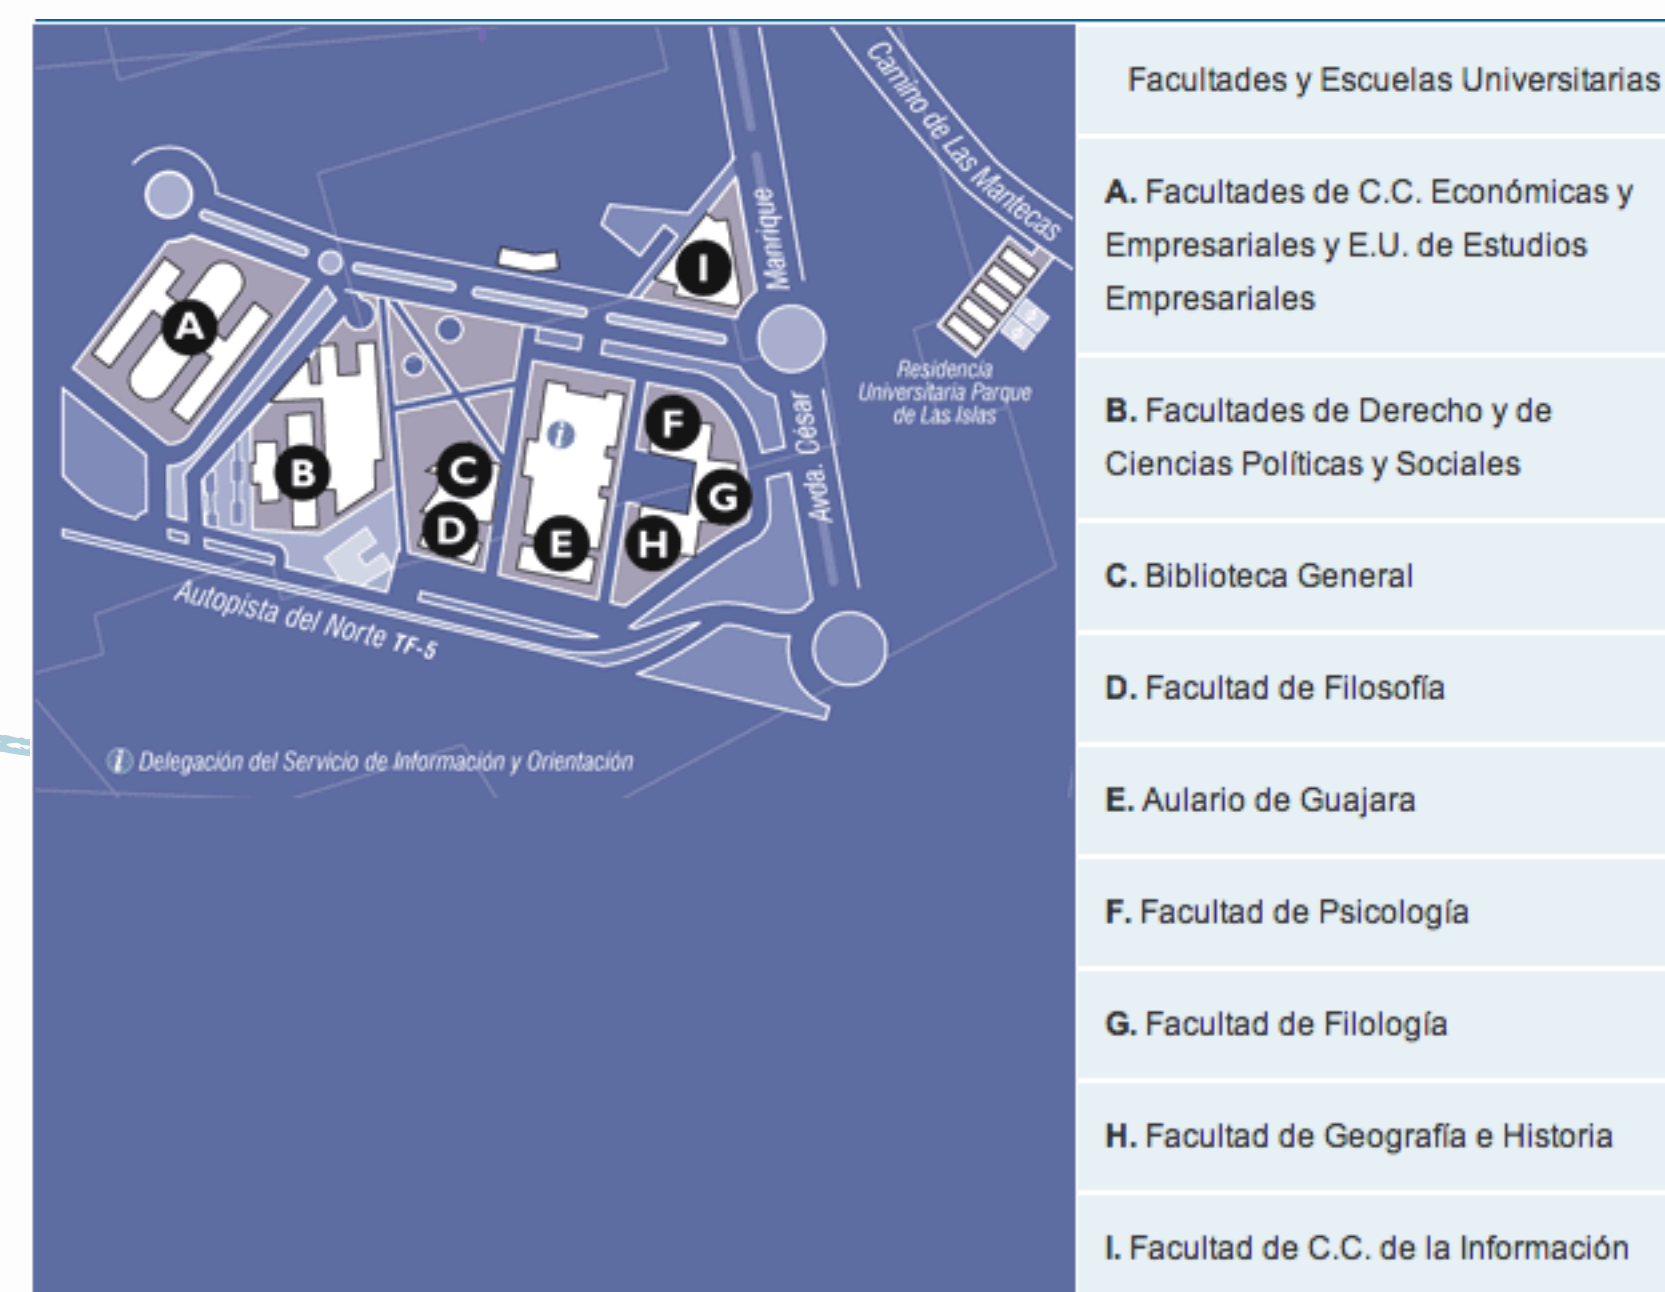 Camino de Las Mantecas
Manrique
I
A
Residencia
Universitaria Parque
de Las Islas
Avda. César
F
i
B
C
G
D
E
H
Autopista del Norte TF-5
i Delegación del Servicio de Información y Orientación
Facultades y Escuelas Universitarias
A. Facultades de C.C. Económicas y
Empresariales y E.U. de Estudios
Empresariales
B. Facultades de Derecho y de
Ciencias Políticas y Sociales
C. Biblioteca General
D. Facultad de Filosofía
E. Aulario de Guajara
F. Facultad de Psicología
G. Facultad de Filología
H. Facultad de Geografía e Historia
I. Facultad de C.C. de la Información